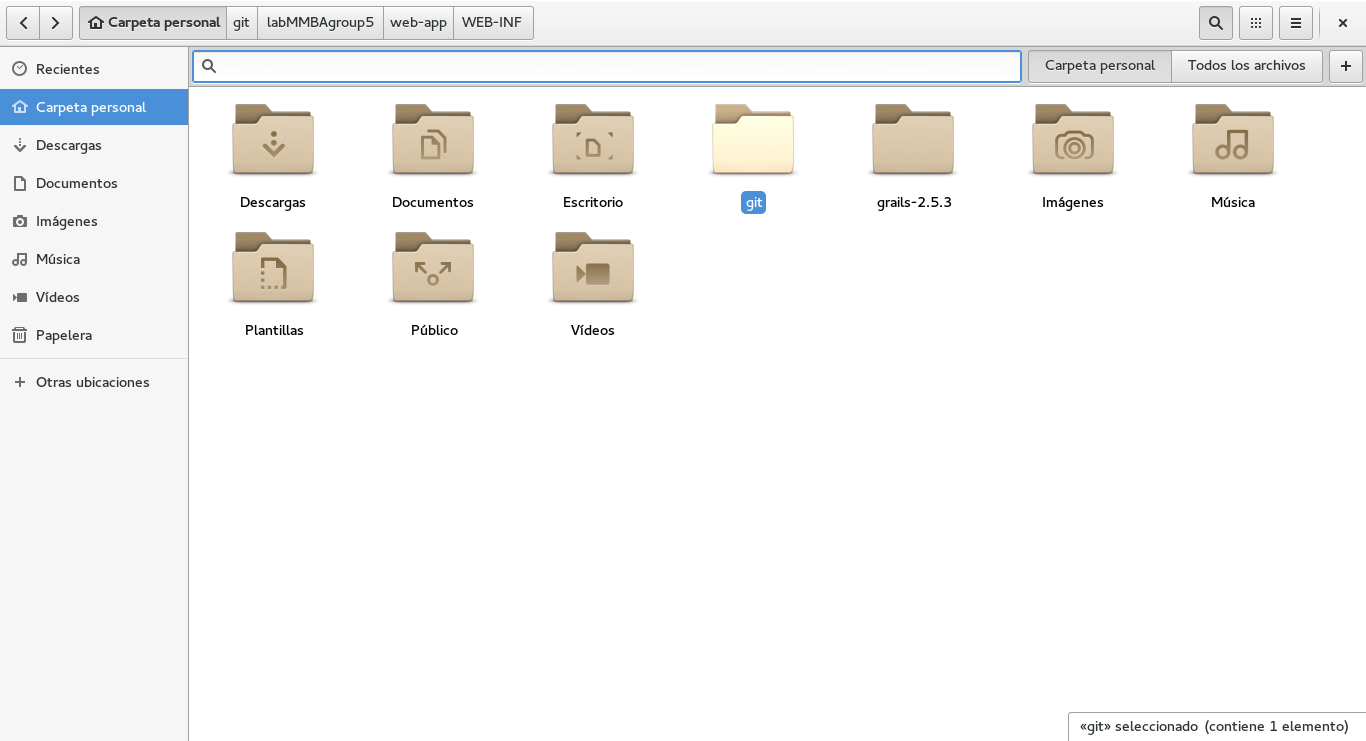 Carpeta personal git labMMBAgroup5 web-app WEB-INF
Recientes
Carpeta personal
Descargas
Documentos
Imágenes
Música
Vídeos
Papelera
Otras ubicaciones
Carpeta personal Todos los archivos
Descargas Documentos Escritorio git grails-2.5.3 Imágenes Música
Plantillas Público Vídeos
«git» seleccionado (contiene 1 elemento)